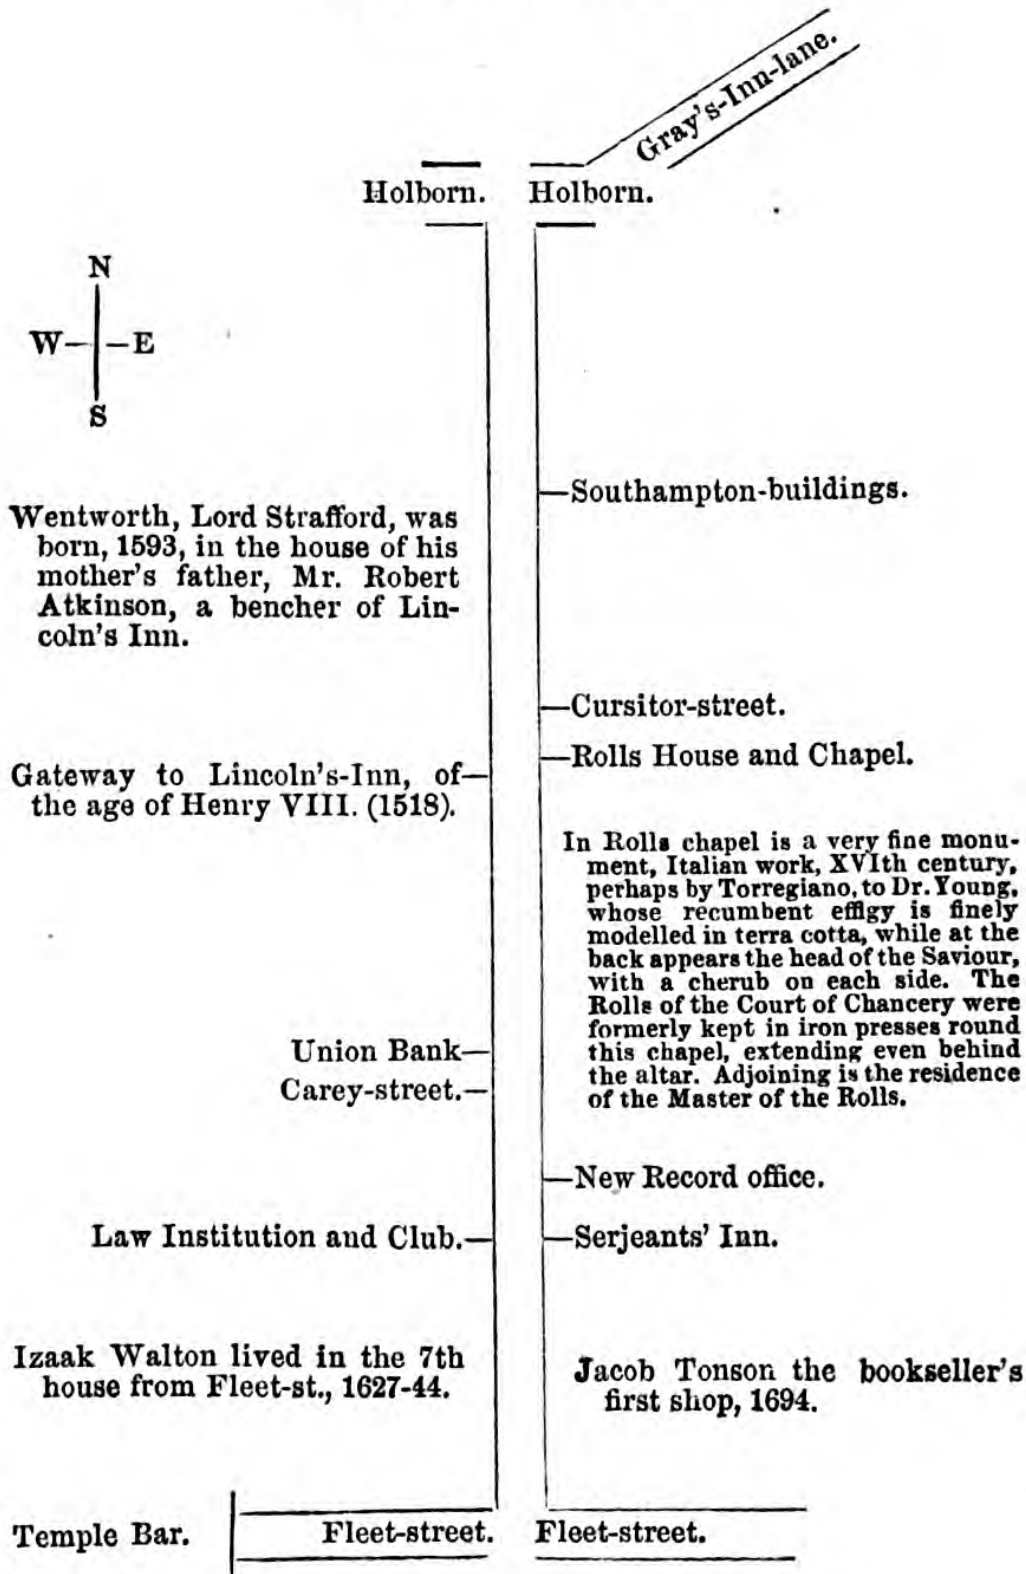 Gray's-Inn-lane.
Holborn. Holborn.
N
W E
S
Southampton-buildings.
Wentworth, Lord Strafford, was
born, 1593, in the house of his
mother's father, Mr. Robert
Atkinson, a bencher of Lin-
coln's Inn.
Cursitor-street.
Rolls House and Chapel.
Gateway to Lincoln's-Inn, of
the age of Henry VIII. (1518).
In Rolls chapel is a very fine monu-
ment, Italian work, XVIth century,
perhaps by Torregiano, to Dr. Young,
whose recumbent effigy is finely
modelled in terra cotta, while at the
back appears the head of the Saviour,
with a cherub on each side. The
Rolls of the Court of Chancery were
formerly kept in iron presses round
this chapel, extending even behind
the altar. Adjoining is the residence
of the Master of the Rolls.
Union Bank
Carey-street.
New Record office.
Law Institution and Club.
Serjeants' Inn.
Izaak Walton lived in the 7th
house from Fleet-st., 1627-44.
Jacob Tonson the bookseller's
first shop, 1694.
Temple Bar. Fleet-street. Fleet-street.